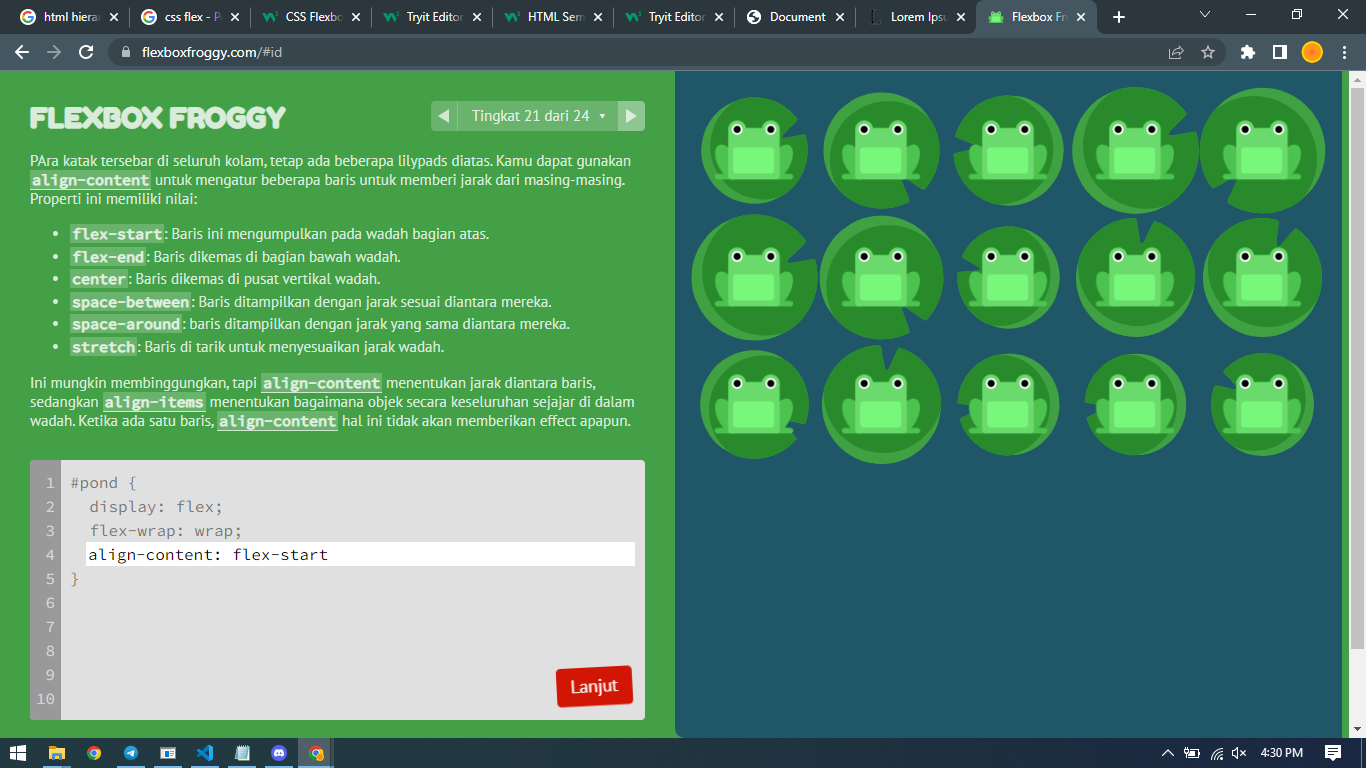 html hierar
css flex - P
CSS Flexbo
Tryit Editor
HTML Sem
Tryit Editor
Document
Lorem Ipsu
Flexbox Fro
flexboxfroggy.com/#id
FLEXBOX FROGGY
Tingkat 21 dari 24
PAra katak tersebar di seluruh kolam, tetap ada beberapa lilypads diatas. Kamu dapat gunakan
align-content untuk mengatur beberapa baris untuk memberi jarak dari masing-masing.
Properti ini memiliki nilai:
• flex-start: Baris ini mengumpulkan pada wadah bagian atas.
• flex-end: Baris dikemas di bagian bawah wadah.
• center: Baris dikemas di pusat vertikal wadah.
• space-between: Baris ditampilkan dengan jarak sesuai diantara mereka.
• space-around: baris ditampilkan dengan jarak yang sama diantara mereka.
• stretch: Baris di tarik untuk menyesuaikan jarak wadah.
Ini mungkin membinggungkan, tapi align-content menentukan jarak diantara baris,
sedangkan align-items menentukan bagaimana objek secara keseluruhan sejajar di dalam
wadah. Ketika ada satu baris, align-content hal ini tidak akan memberikan effect apapun.
1 #pond {
2 display: flex;
3 flex-wrap: wrap;
4 align-content: flex-start
5 }
6
7
8
9
10
Lanjut
4:30 PM